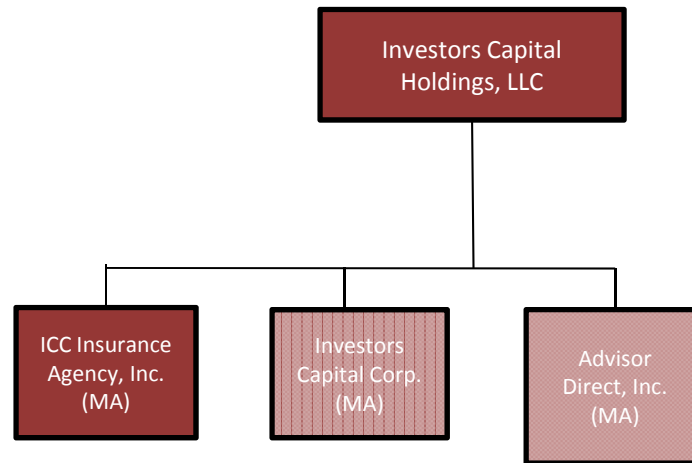 Investors Capital
Holdings, LLC
ICC Insurance
Agency, Inc.
(MA)
Investors
Capital Corp.
(MA)
Advisor
Direct, Inc.
(MA)